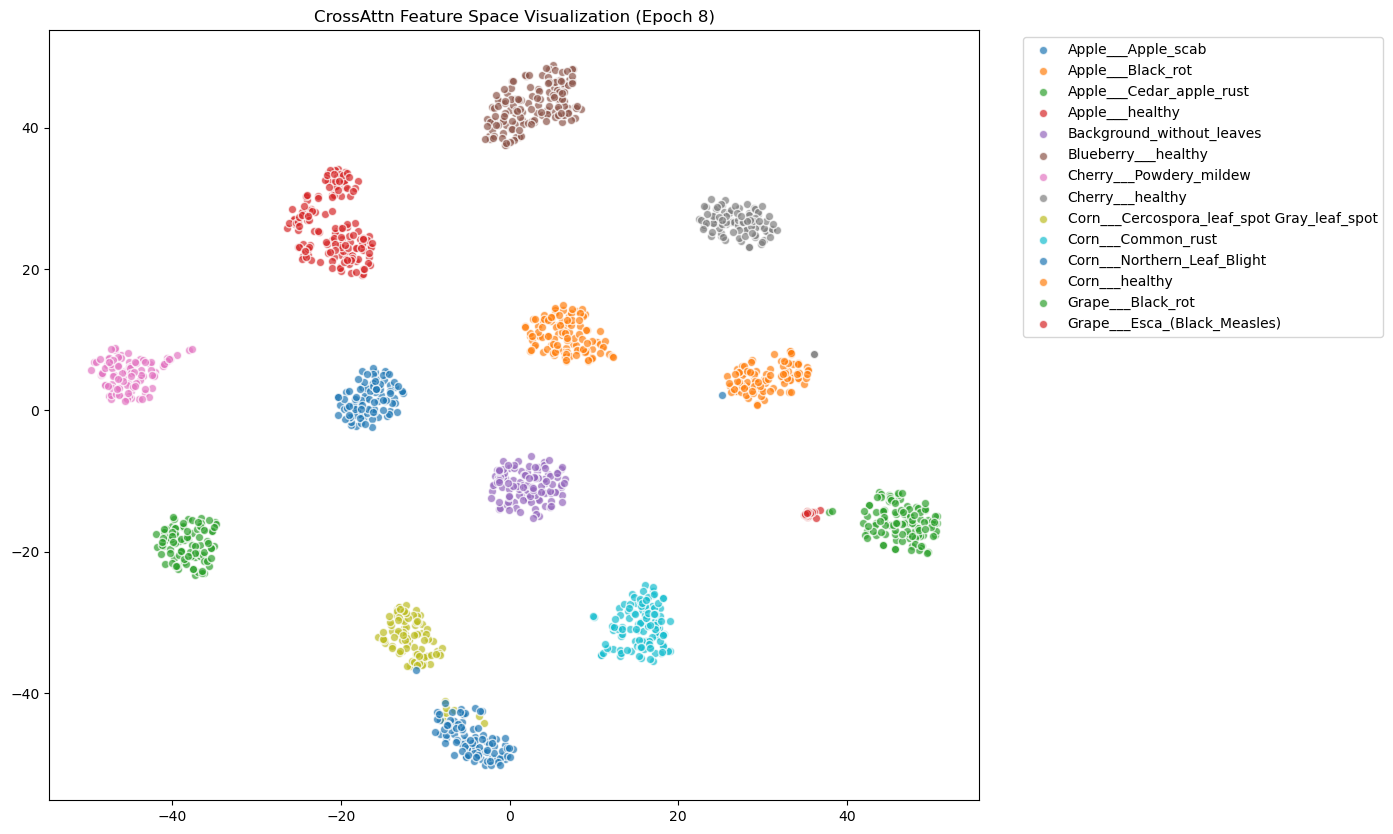 CrossAttn Feature Space Visualization (Epoch 8)
40
20
0
−20
−40
−40
−20
0
20
40
Apple___Apple_scab
Apple___Black_rot
Apple___Cedar_apple_rust
Apple___healthy
Background_without_leaves
Blueberry___healthy
Cherry___Powdery_mildew
Cherry___healthy
Corn___Cercospora_leaf_spot Gray_leaf_spot
Corn___Common_rust
Corn___Northern_Leaf_Blight
Corn___healthy
Grape___Black_rot
Grape___Esca_(Black_Measles)